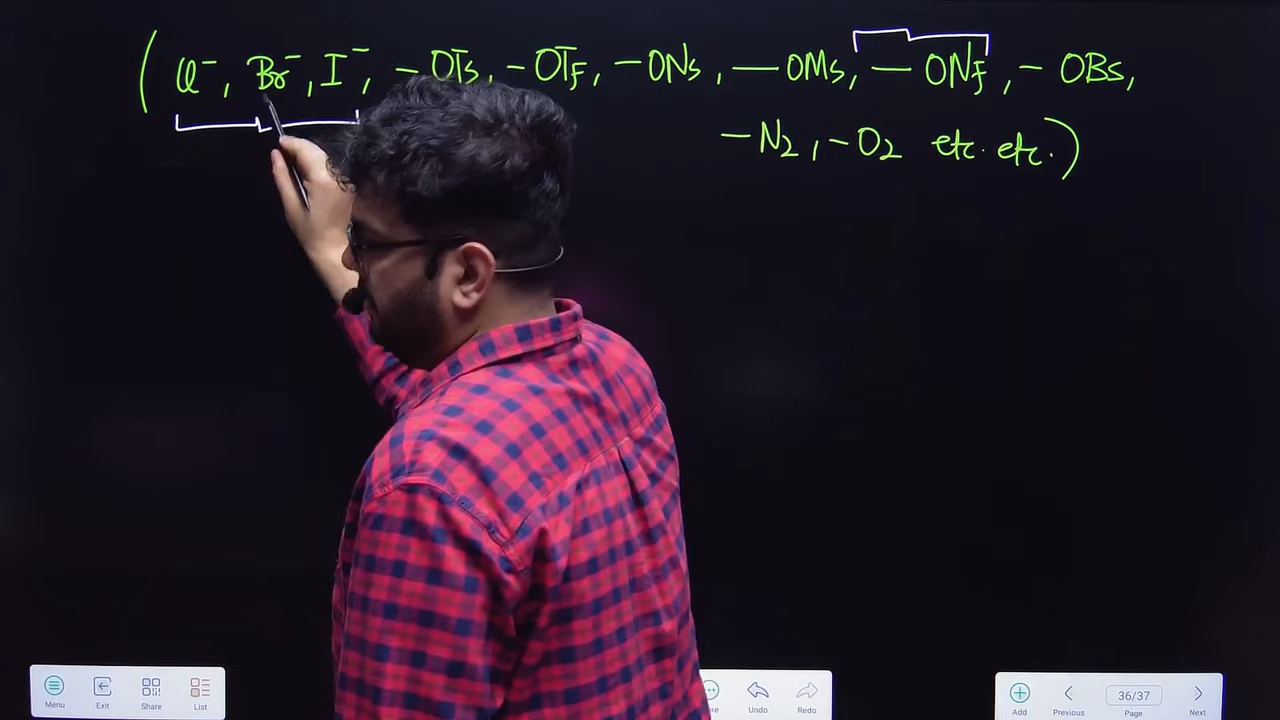 (Cl⁻, Br⁻, I⁻, -OTs, -OTf, -ONs, -OMs, -ONf, -OBs,
-N2, -O2 etc. etc.)
Menu
Exit
Share
List
Undo
Redo
Add
Previous
36/37
Page
Next